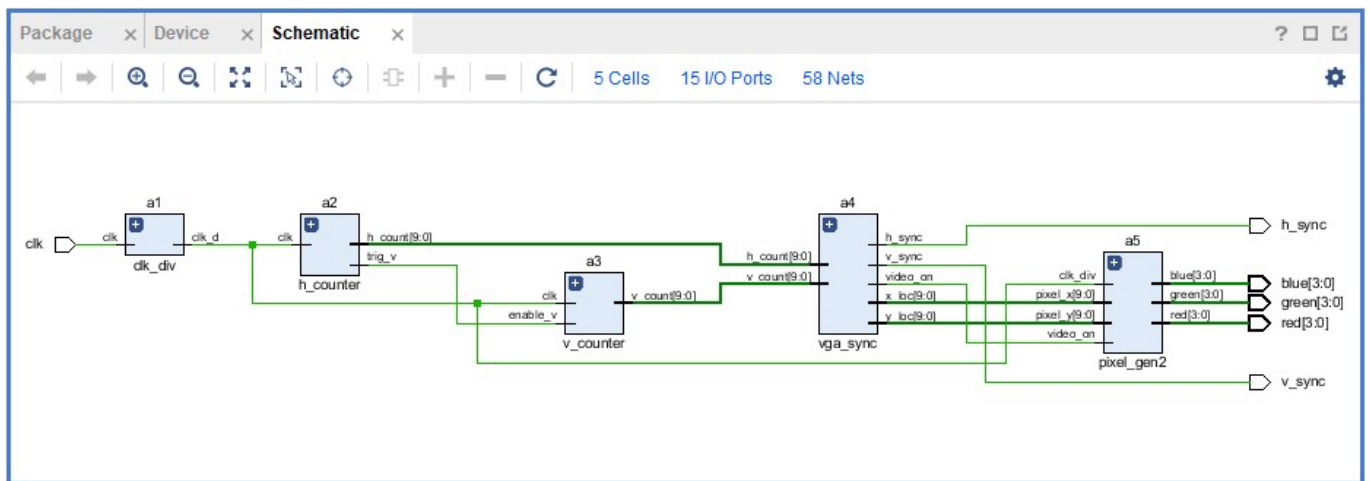 Package Device Schematic
5 Cells 15 I/O Ports 58 Nets
clk
a1
clk clk_d
clk_div
a2
clk h_count[9:0]
trig_v
h_counter
a3
clk v_count[9:0]
enable_v
v_counter
a4
h_count[9:0] h_sync
v_count[9:0] v_sync
video_on
x_loc[9:0]
y_loc[9:0]
vga_sync
a5
clk_div blue[3:0]
pixel_x[9:0] green[3:0]
pixel_y[9:0] red[3:0]
video_on
pixel_gen2
h_sync
blue[3:0]
green[3:0]
red[3:0]
v_sync